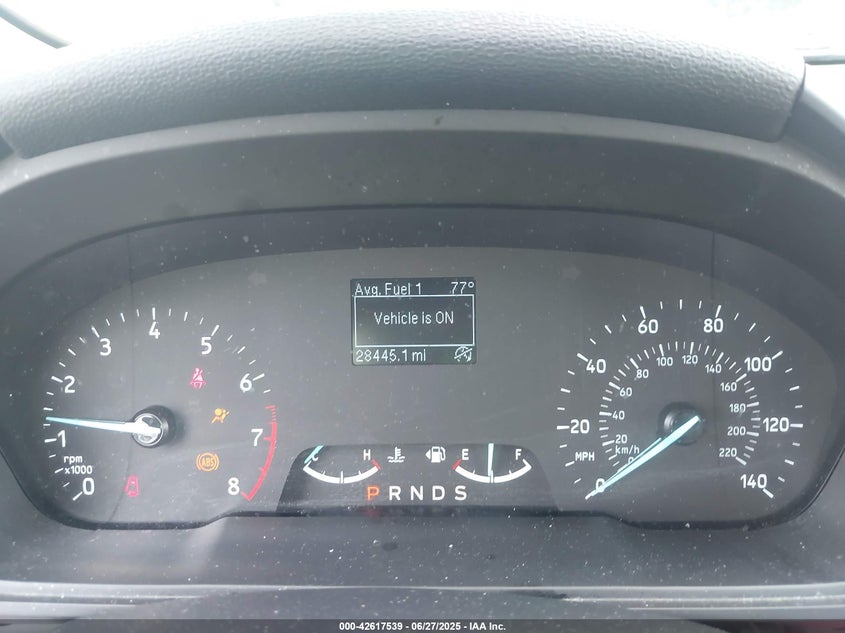 Avg. Fuel 1 77°
Vehicle is ON
28445.1 mi
0 1 2 3 4 5 6 7 8
rpm
x1000
ABS
C H
E F
P R N D S
0 20 40 60 80 100 120 140
MPH
0 20 40 60 80 100 120 140 160 180 200 220
km/h
000-42617539 - 06/27/2025 - IAA Inc.